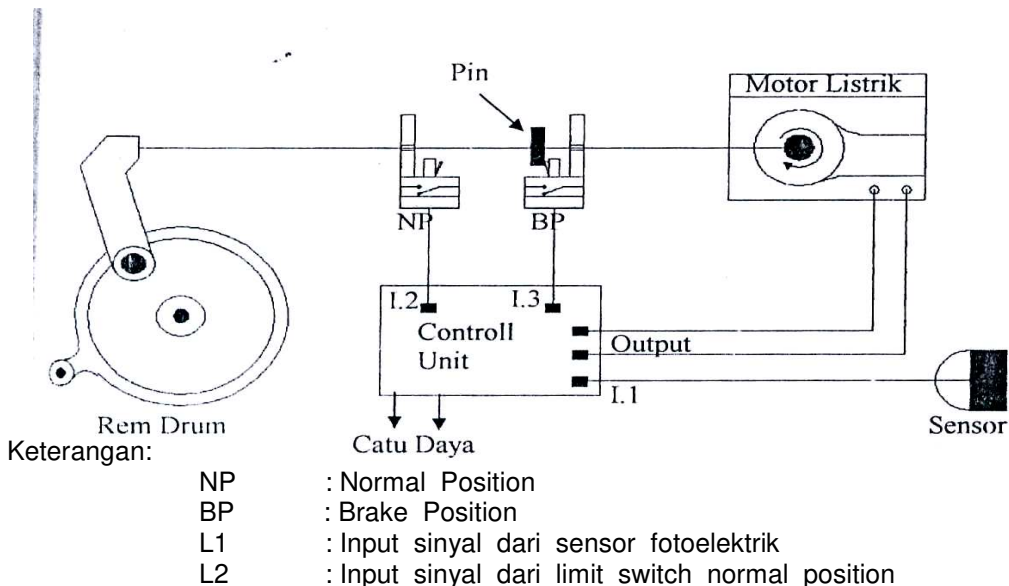 Pin
Motor Listrik
NP
BP
I.2
I.3
Controll
Unit
Output
I.1
Rem Drum
Catu Daya
Sensor
Keterangan:
NP : Normal Position
BP : Brake Position
L1 : Input sinyal dari sensor fotoelektrik
L2 : Input sinyal dari limit switch normal position